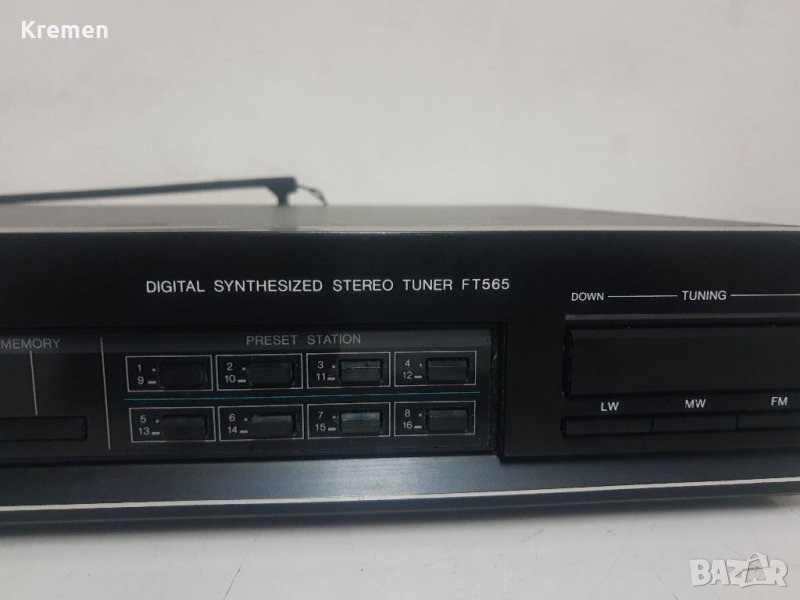 Kremen
DIGITAL SYNTHESIZED STEREO TUNER FT565
DOWN TUNING
MEMORY
PRESET STATION
1 2 3 4
9 10 11 12
5 6 7 8
13 14 15 16
LW MW FM
BAZAR